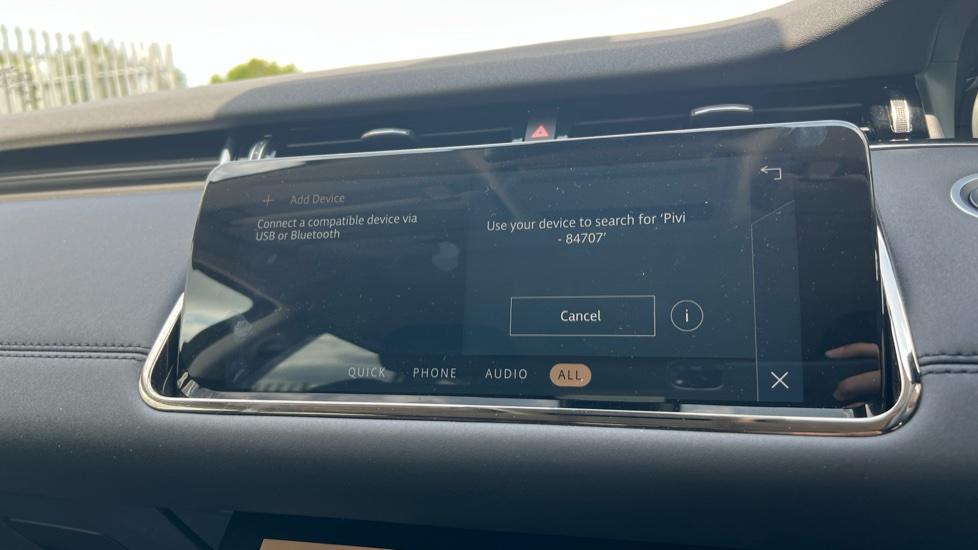 + Add Device
Connect a compatible device via
USB or Bluetooth
Use your device to search for ‘Pivi
- 84707’
Cancel
i
QUICK PHONE AUDIO ALL